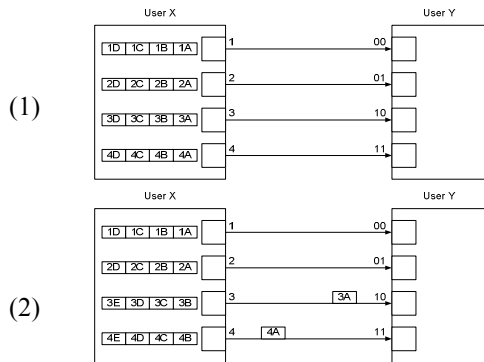 User X User Y
1D 1C 1B 1A 1 00
2D 2C 2B 2A 2 01
(1)
3D 3C 3B 3A 3 10
4D 4C 4B 4A 4 11
User X User Y
1D 1C 1B 1A 1 00
2D 2C 2B 2A 2 01
(2)
3E 3D 3C 3B 3 3A 10
4E 4D 4C 4B 4 4A 11